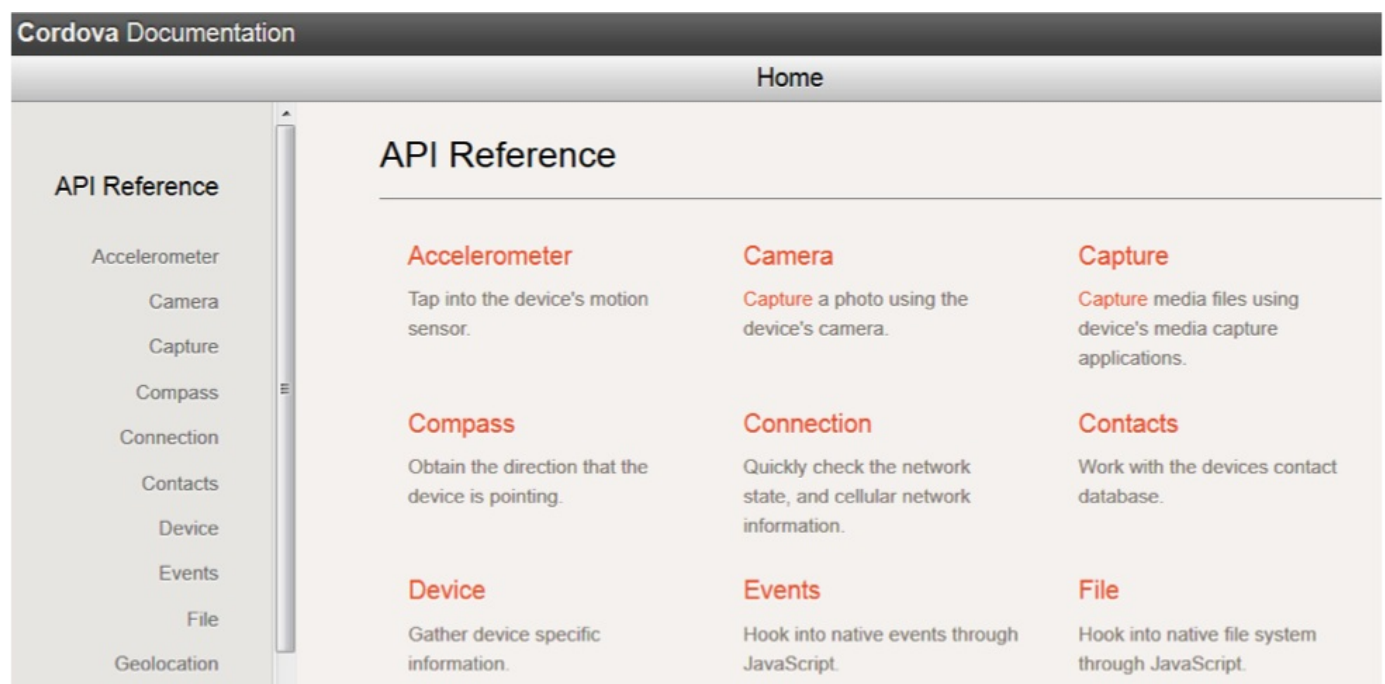 Cordova Documentation
Home
API Reference
Accelerometer
Camera
Capture
Compass
Connection
Contacts
Device
Events
File
Geolocation
API Reference
Accelerometer
Tap into the device's motion
sensor.
Camera
Capture a photo using the
device's camera.
Capture
Capture media files using
device's media capture
applications.
Compass
Obtain the direction that the
device is pointing.
Connection
Quickly check the network
state, and cellular network
information.
Contacts
Work with the devices contact
database.
Device
Gather device specific
information.
Events
Hook into native events through
JavaScript.
File
Hook into native file system
through JavaScript.